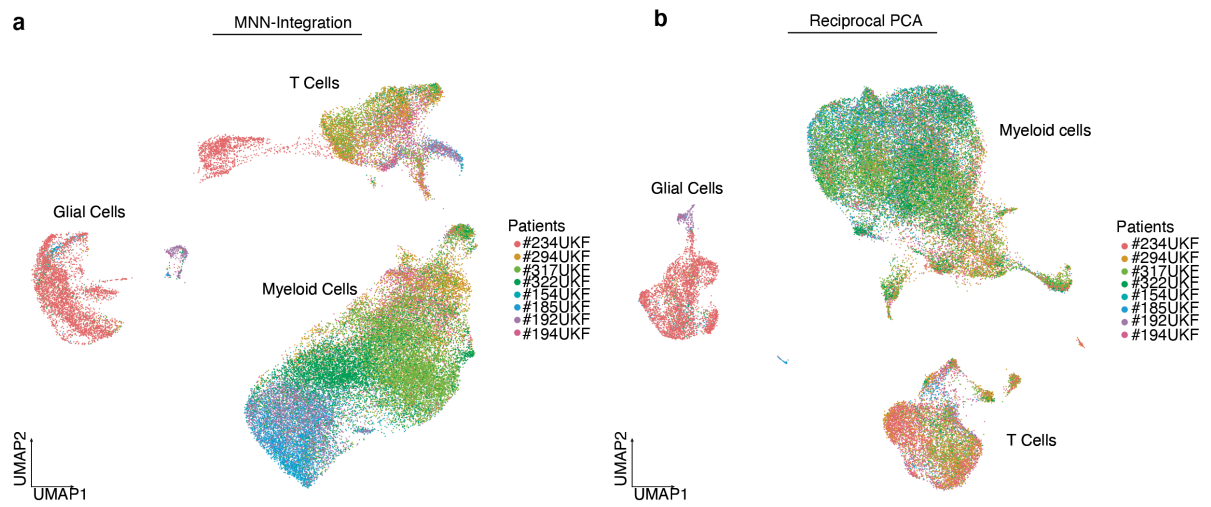 a
MNN-Integration
T Cells
Glial Cells
Myeloid Cells
Patients
#234UKF
#294UKF
#317UKF
#322UKF
#154UKF
#185UKF
#192UKF
#194UKF
UMAP2
UMAP1
b
Reciprocal PCA
Myeloid cells
Glial Cells
Patients
#234UKF
#294UKF
#317UKF
#322UKF
#154UKF
#185UKF
#192UKF
#194UKF
T Cells
UMAP2
UMAP1